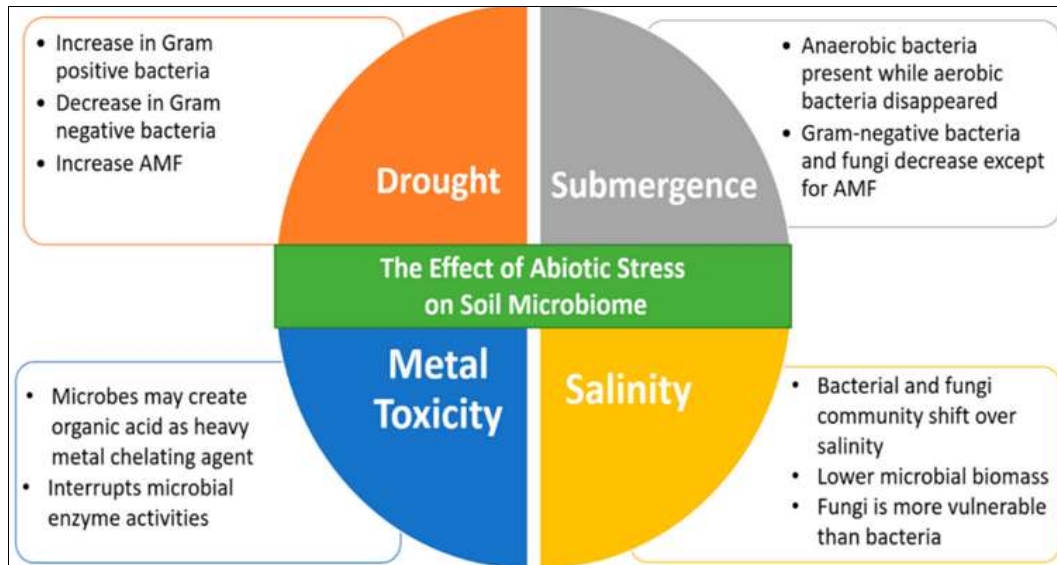 • Increase in Gram
positive bacteria
• Decrease in Gram
negative bacteria
• Increase AMF
Drought
Submergence
• Anaerobic bacteria
present while aerobic
bacteria disappeared
• Gram-negative bacteria
and fungi decrease except
for AMF
The Effect of Abiotic Stress
on Soil Microbiome
• Microbes may create
organic acid as heavy
metal chelating agent
• Interrupts microbial
enzyme activities
Metal
Toxicity
Salinity
• Bacterial and fungi
community shift over
salinity
• Lower microbial biomass
• Fungi is more vulnerable
than bacteria